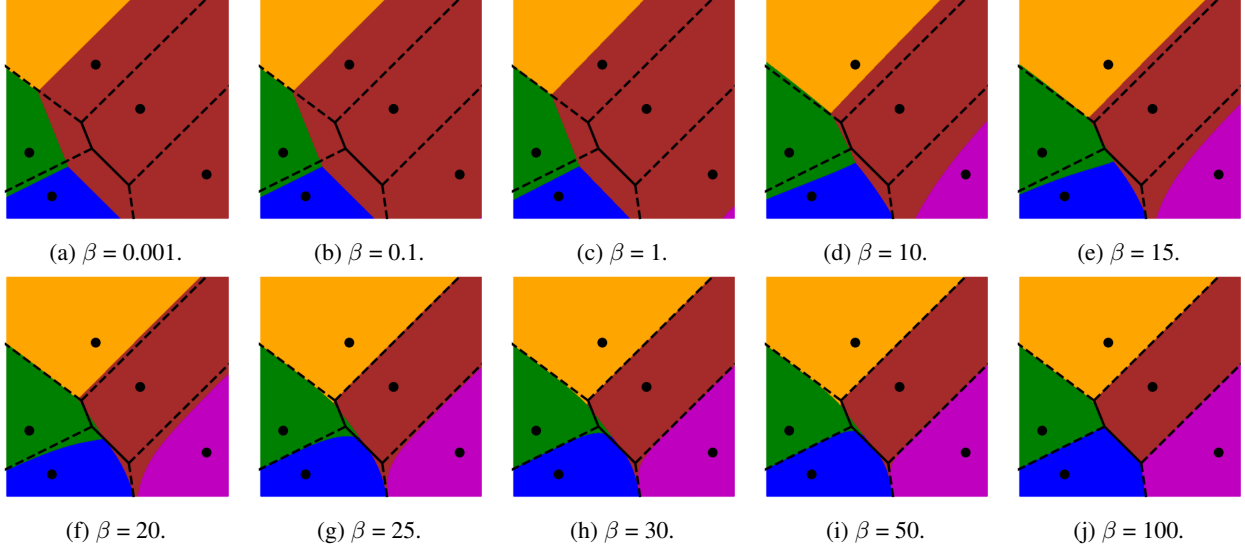 (a) β = 0.001.
(b) β = 0.1.
(c) β = 1.
(d) β = 10.
(e) β = 15.
(f) β = 20.
(g) β = 25.
(h) β = 30.
(i) β = 50.
(j) β = 100.